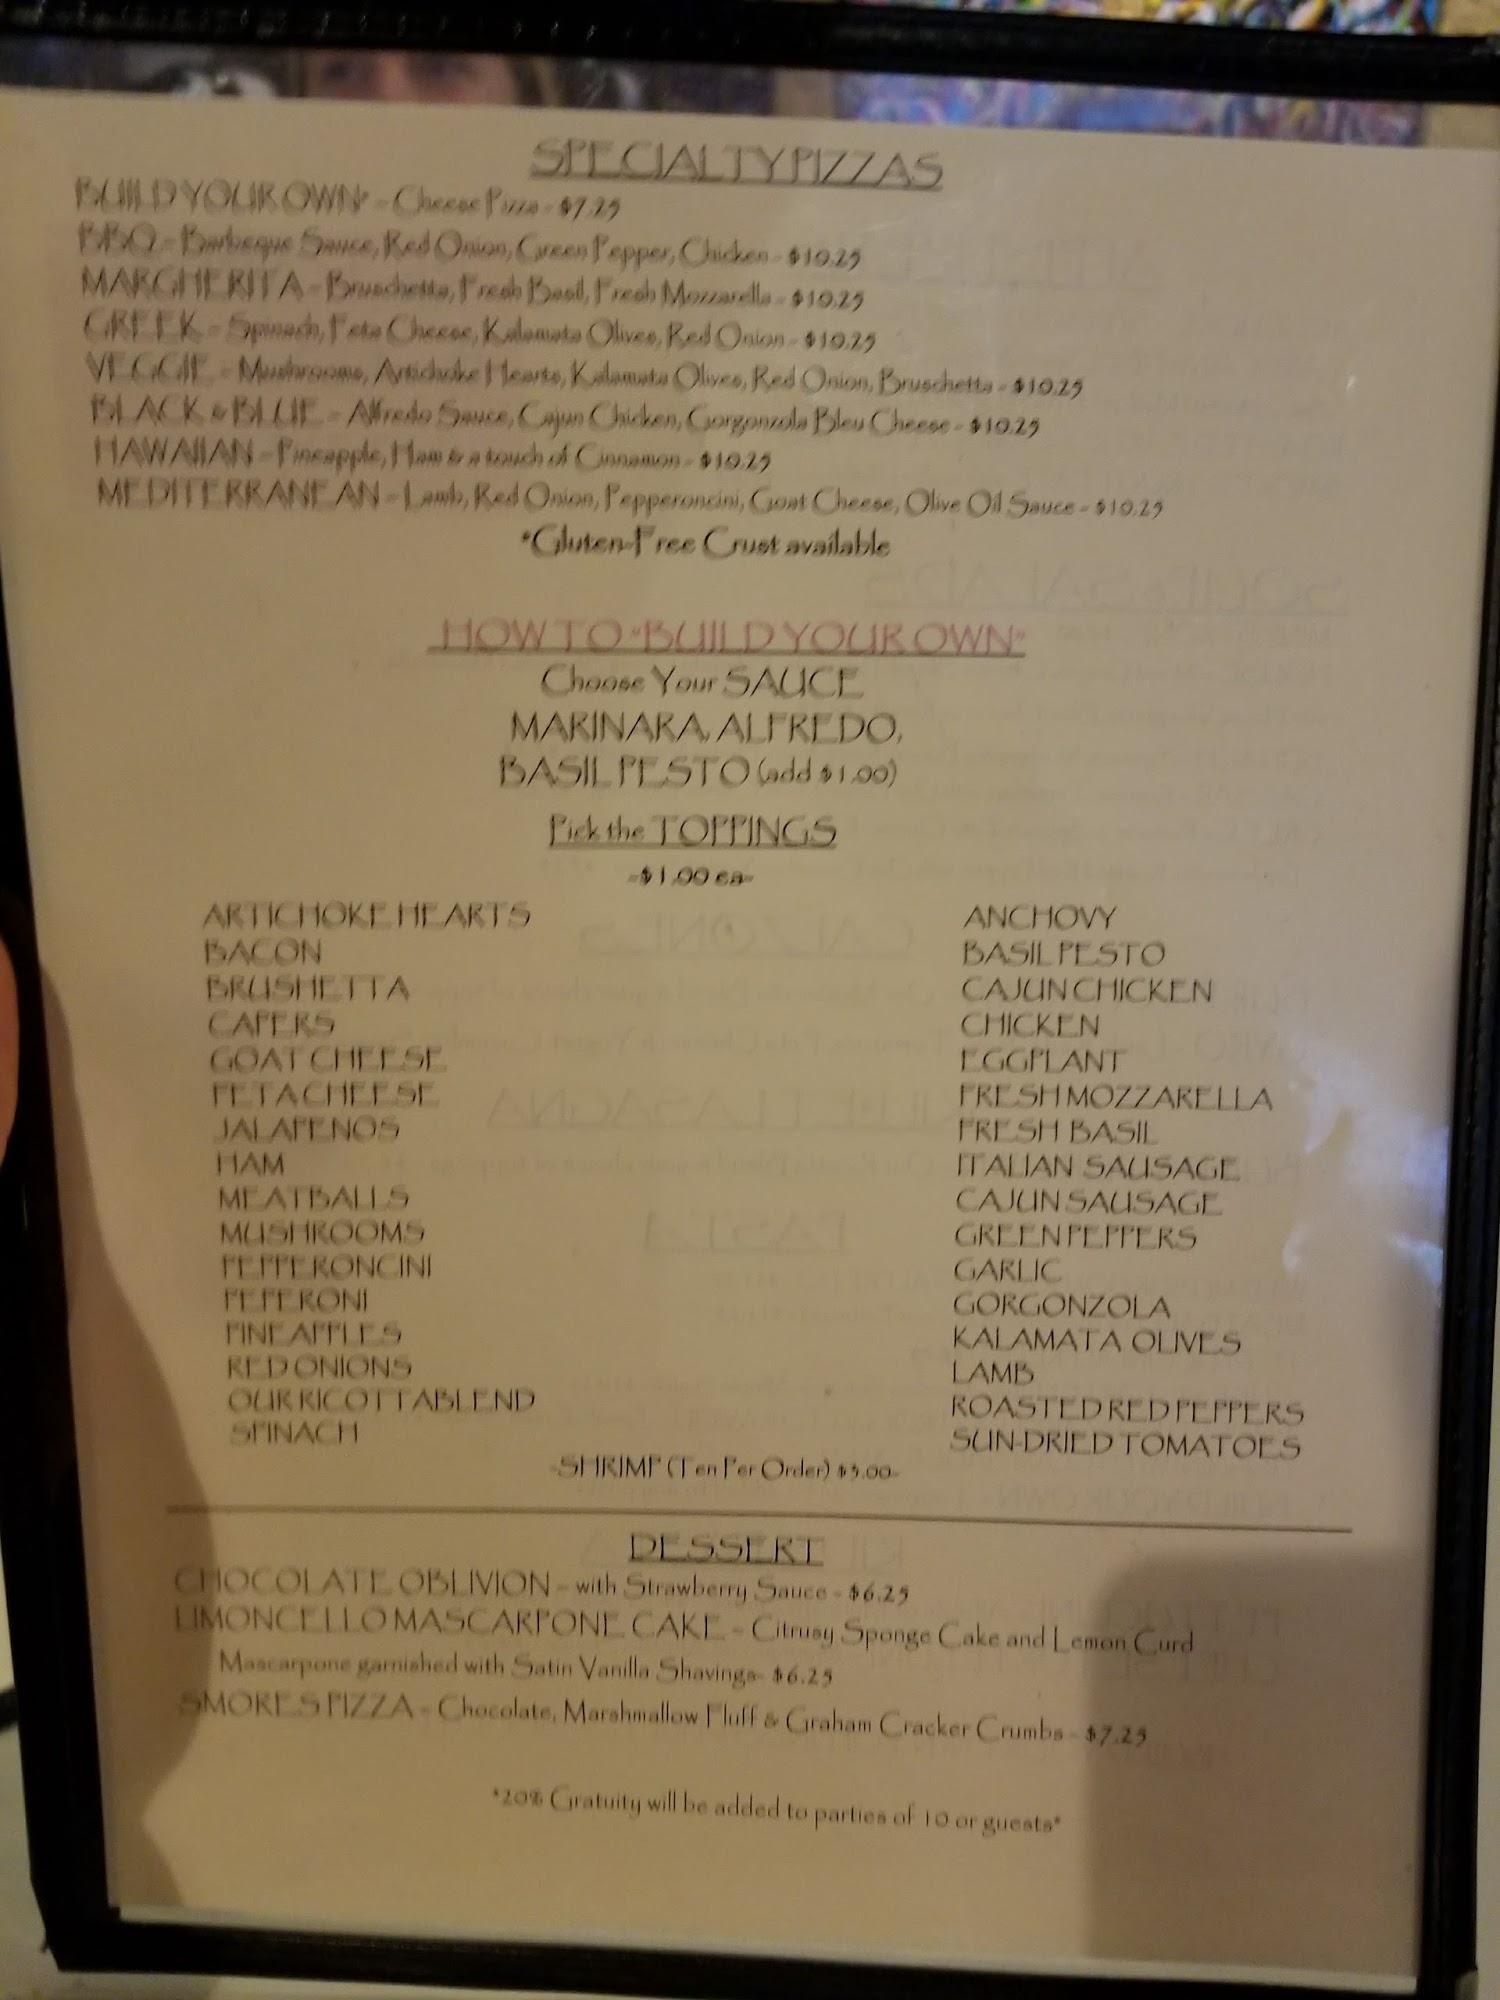 SPECIALTY PIZZAS
BUILD YOUR OWN* - Cheese Pizza - $7.25
BBQ - Barbeque Sauce, Red Onion, Green Pepper, Chicken - $10.25
MARGHERITA - Bruschetta, Fresh Basil, Fresh Mozzarella - $10.25
GREEK - Spinach, Feta Cheese, Kalamata Olives, Red Onion - $10.25
VEGGIE - Mushrooms, Artichoke Hearts, Kalamata Olives, Red Onion, Bruschetta - $10.25
BLACK & BLUE - Alfredo Sauce, Cajun Chicken, Gorgonzola Bleu Cheese - $10.25
HAWAIIAN - Pineapple, Ham & a touch of Cinnamon - $10.25
MEDITERRANEAN - Lamb, Red Onion, Pepperoncini, Goat Cheese, Olive Oil Sauce - $10.25
*Gluten-Free Crust available
HOW TO "BUILD YOUR OWN"
Choose Your SAUCE
MARINARA, ALFREDO,
BASIL PESTO (add $1.00)
Pick the TOPPINGS
-$1.00 ea-
ARTICHOKE HEARTS
BACON
BRUSHETTA
CAPERS
GOAT CHEESE
FETA CHEESE
JALAPENOS
HAM
MEATBALLS
MUSHROOMS
PEPPERONCINI
PEPERONI
PINEAPPLES
RED ONIONS
OUR RICOTTA BLEND
SPINACH
ANCHOVY
BASIL PESTO
CAJUN CHICKEN
CHICKEN
EGGPLANT
FRESH MOZZARELLA
FRESH BASIL
ITALIAN SAUSAGE
CAJUN SAUSAGE
GREEN PEPPERS
GARLIC
GORGONZOLA
KALAMATA OLIVES
LAMB
ROASTED RED PEPPERS
SUN-DRIED TOMATOES
-SHRIMP (Ten Per Order) $3.00-
DESSERT
CHOCOLATE OBLIVION - with Strawberry Sauce - $6.25
LIMONCELLO MASCARPONE CAKE - Citrusy Sponge Cake and Lemon Curd
Mascarpone garnished with Satin Vanilla Shavings- $6.25
SMORES PIZZA - Chocolate, Marshmallow Fluff & Graham Cracker Crumbs - $7.25
*20% Gratuity will be added to parties of 10 or guests*